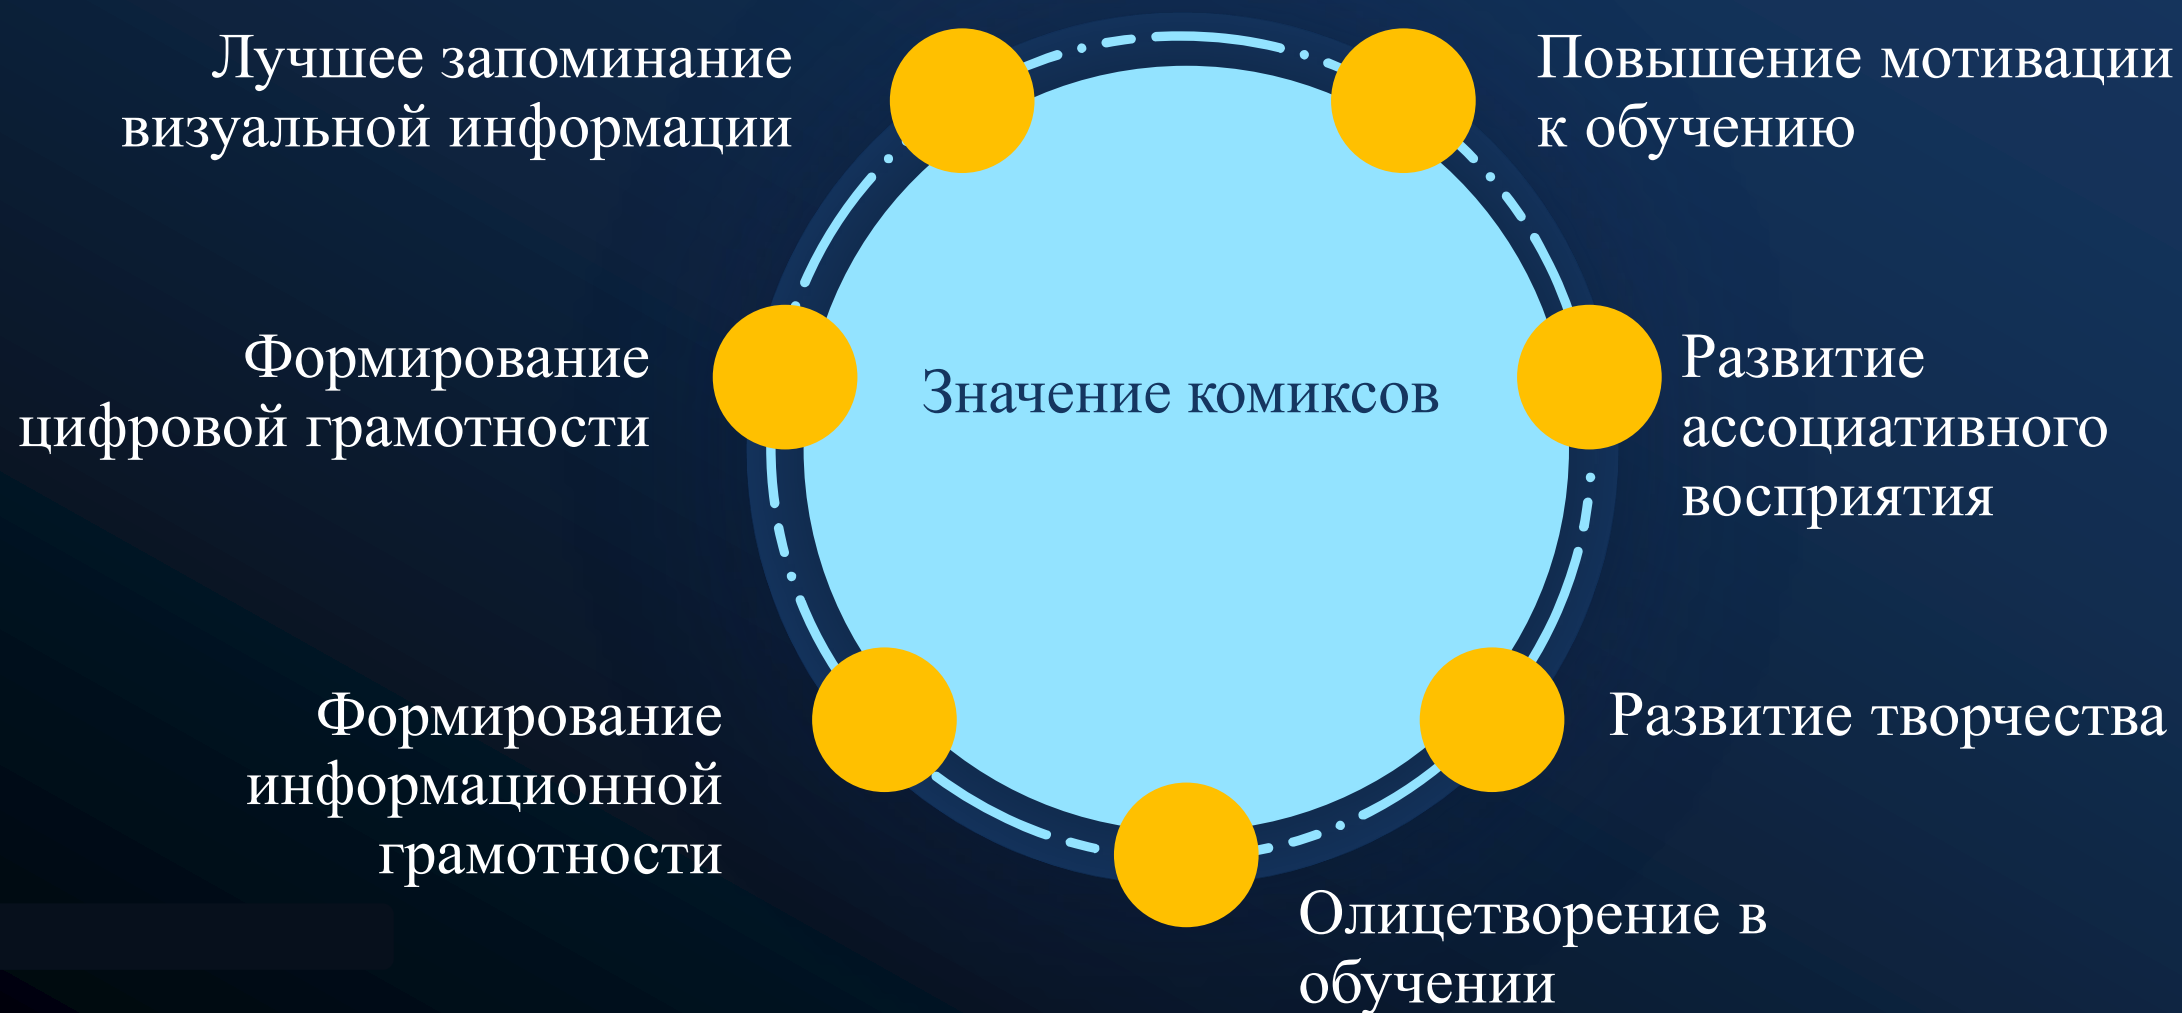 Лучшее запоминание
визуальной информации
Повышение мотивации
к обучению
Формирование
цифровой грамотности
Значение комиксов
Развитие
ассоциативного
восприятия
Формирование
информационной
грамотности
Развитие творчества
Олицетворение в
обучении